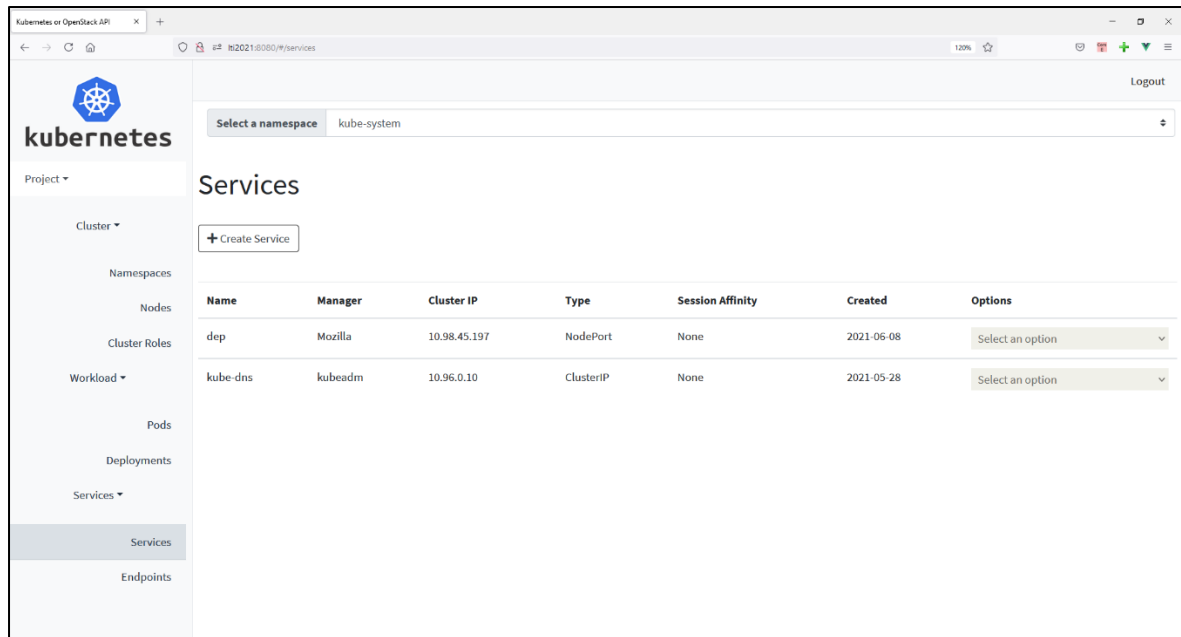 Kubernetes or OpenStack API
lti2021:8080/#/services
120%
Logout
kubernetes
Select a namespace kube-system
Project
Services
Cluster
Create Service
Namespaces
Nodes
Cluster Roles
Workload
Pods
Deployments
Services
Services
Endpoints
Name Manager Cluster IP Type Session Affinity Created Options
dep Mozilla 10.98.45.197 NodePort None 2021-06-08 Select an option
kube-dns kubeadm 10.96.0.10 ClusterIP None 2021-05-28 Select an option